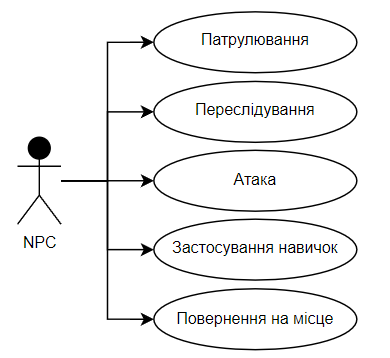 Патрулювання
Переслідування
Атака
NPC
Застосування навичок
Повернення на місце